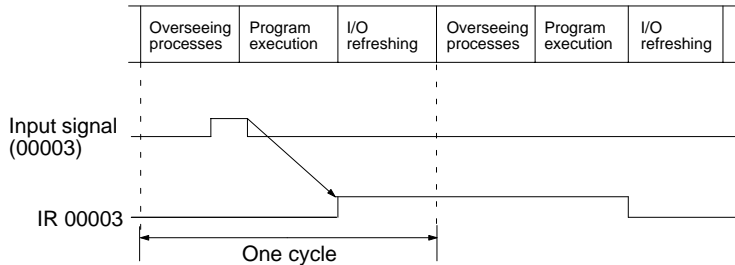 Overseeing processes
Program execution
I/O refreshing
Overseeing processes
Program execution
I/O refreshing
Input signal
(00003)
IR 00003
One cycle